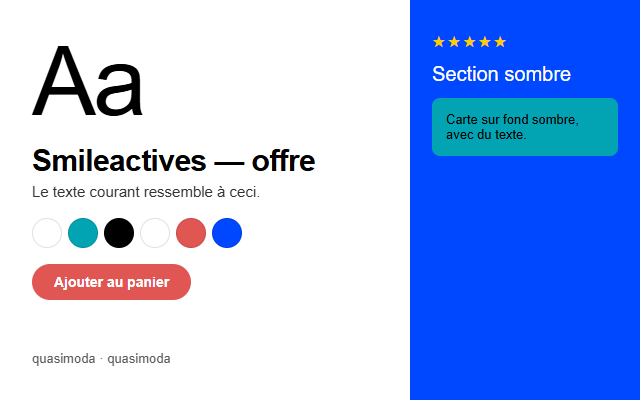 Aa
Smileactives — offre
Le texte courant ressemble à ceci.
Ajouter au panier
quasimoda · quasimoda
Section sombre
Carte sur fond sombre,
avec du texte.